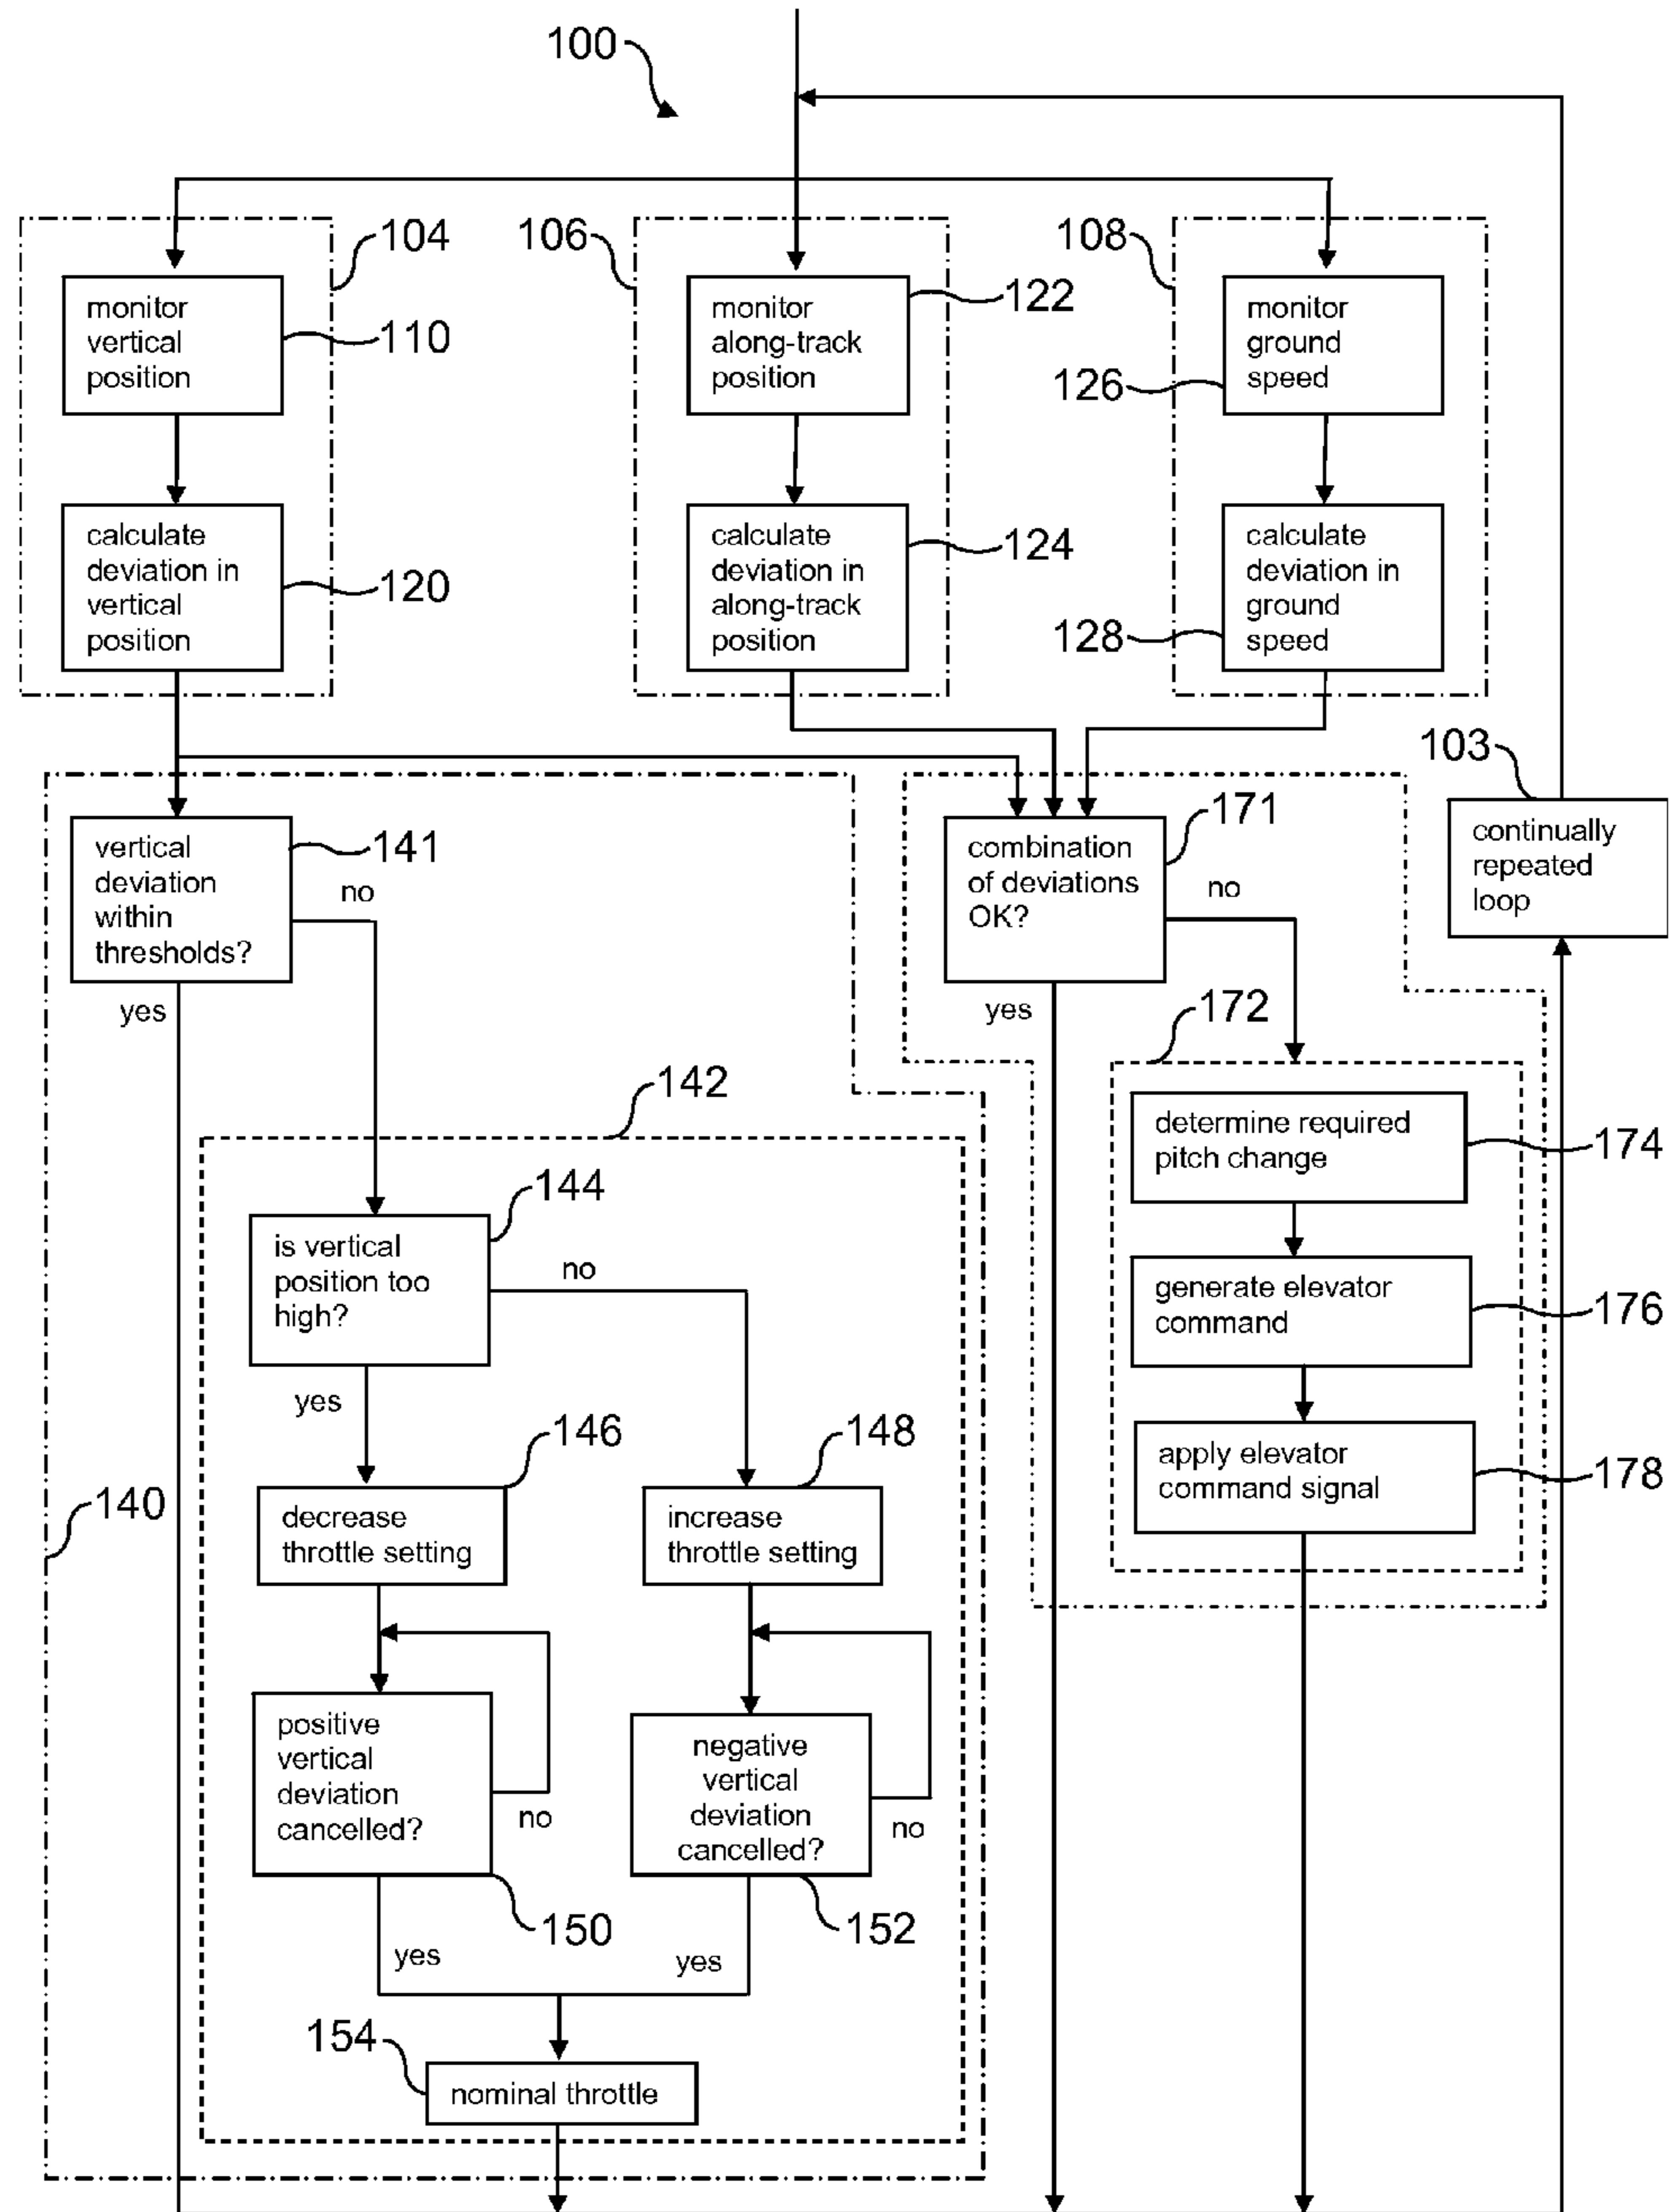 100
104
106
108
monitor
vertical
position
110
monitor
along-track
position
122
monitor
ground
speed
126
calculate
deviation in
vertical
position
120
calculate
deviation in
along-track
position
124
calculate
deviation in
ground
speed
128
103
continually
repeated
loop
vertical
deviation
within
thresholds?
141
no
yes
combination
of deviations
OK?
171
no
yes
172
142
determine required
pitch change
174
144
is vertical
position too
high?
no
yes
generate elevator
command
176
146
148
apply elevator
command signal
178
140
decrease
throttle setting
increase
throttle setting
positive
vertical
deviation
cancelled?
no
negative
vertical
deviation
cancelled?
no
150
152
yes
yes
154
nominal throttle